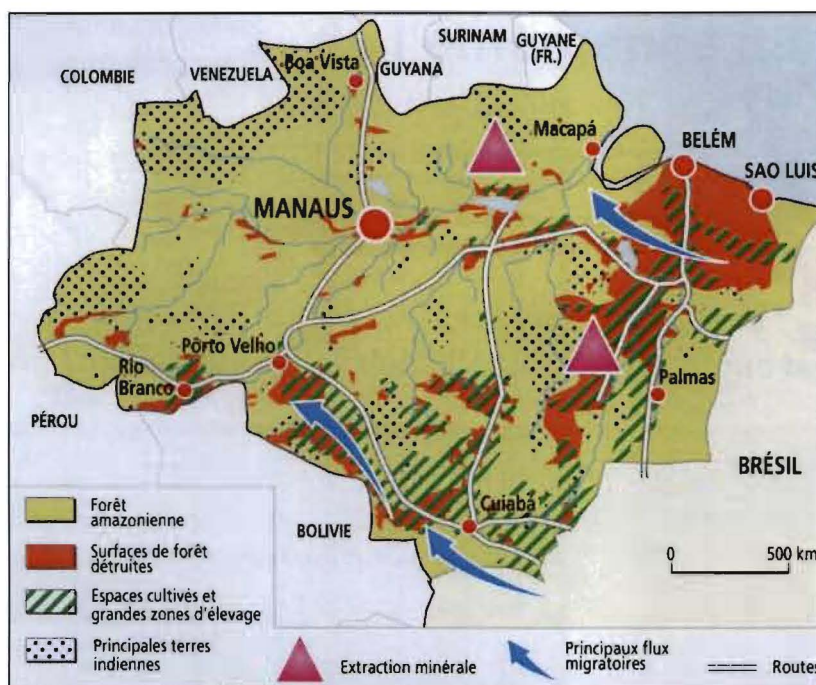 SURINAM
GUYANE
(FR.)
COLOMBIE
VENEZUELA
Boa Vista
GUYANA
Macapá
BELÉM
SAO LUIS
MANAUS
Pôrto Velho
Rio
Branco
Palmas
PÉROU
BRÉSIL
BOLIVIE
Cuiabá
0 500 km
Forêt
amazonienne
Surfaces de forêt
détruites
Espaces cultivés et
grandes zones d'élevage
Principales terres
indiennes
Extraction minérale
Principaux flux
migratoires
Routes